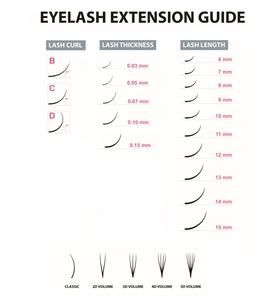 EYELASH EXTENSION GUIDE
LASH CURL
LASH THICKNESS
LASH LENGTH
B
C
D
0.03 mm
0.05 mm
0.07 mm
0.10 mm
0.15 mm
6 mm
7 mm
8 mm
9 mm
10 mm
11 mm
12 mm
13 mm
14 mm
15 mm
CLASSIC
2D VOLUME
3D VOLUME
4D VOLUME
5D VOLUME